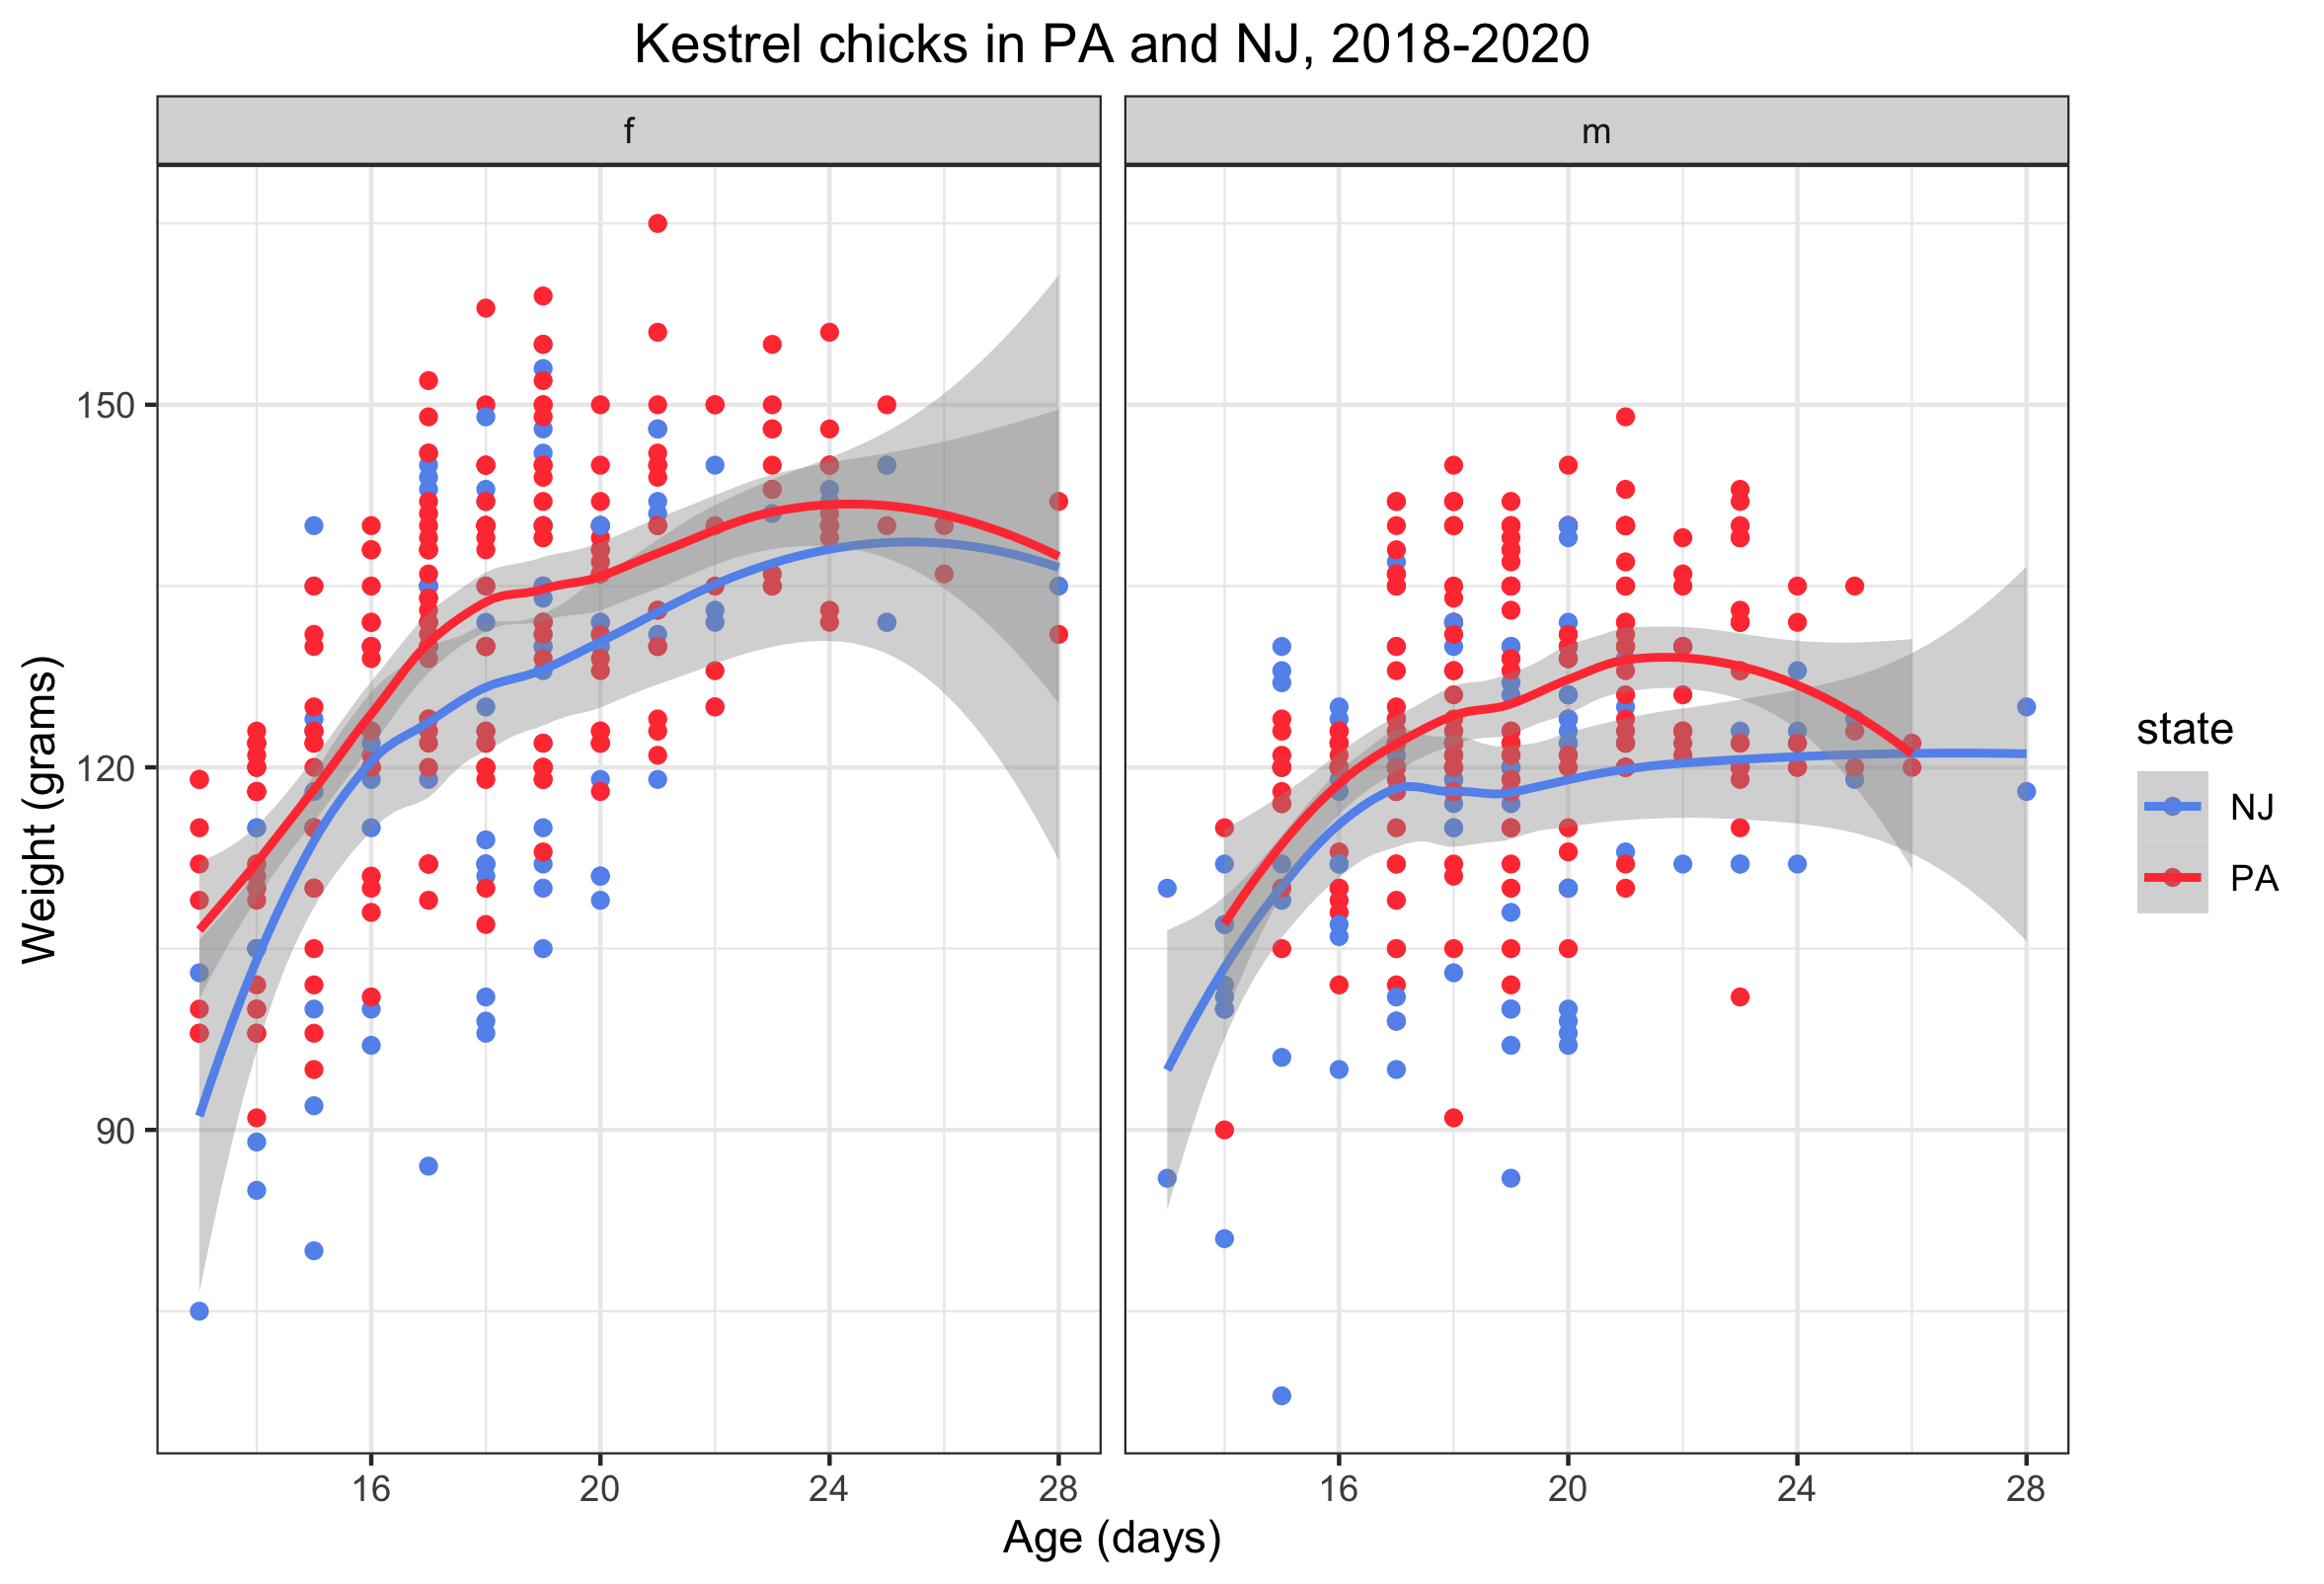 Kestrel chicks in PA and NJ, 2018-2020
f
m
150
120
90
Weight (grams)
16
20
24
28
16
20
24
28
Age (days)
state
NJ
PA